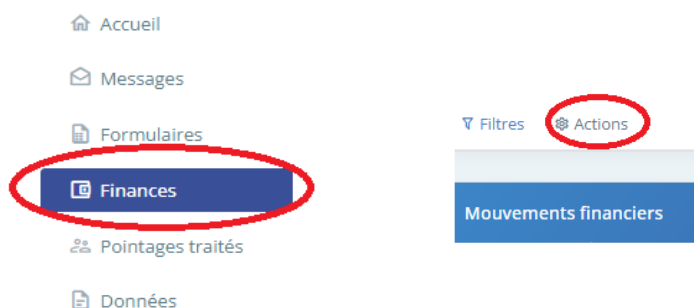 Accueil
Messages
Formulaires
Finances
Pointages traités
Données
Filtres
Actions
Mouvements financiers